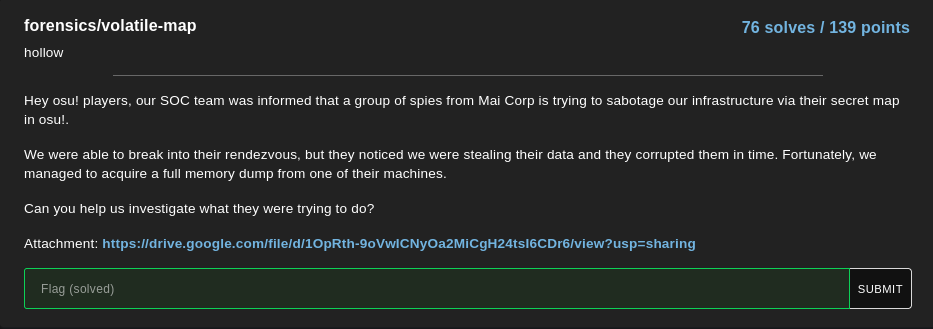 forensics/volatile-map
76 solves / 139 points
hollow
Hey osu! players, our SOC team was informed that a group of spies from Mai Corp is trying to sabotage our infrastructure via their secret map
in osu!.
We were able to break into their rendezvous, but they noticed we were stealing their data and they corrupted them in time. Fortunately, we
managed to acquire a full memory dump from one of their machines.
Can you help us investigate what they were trying to do?
Attachment: https://drive.google.com/file/d/1OpRth-9oVwICNyOa2MiCgH24tsI6CDr6/view?usp=sharing
Flag (solved)
SUBMIT